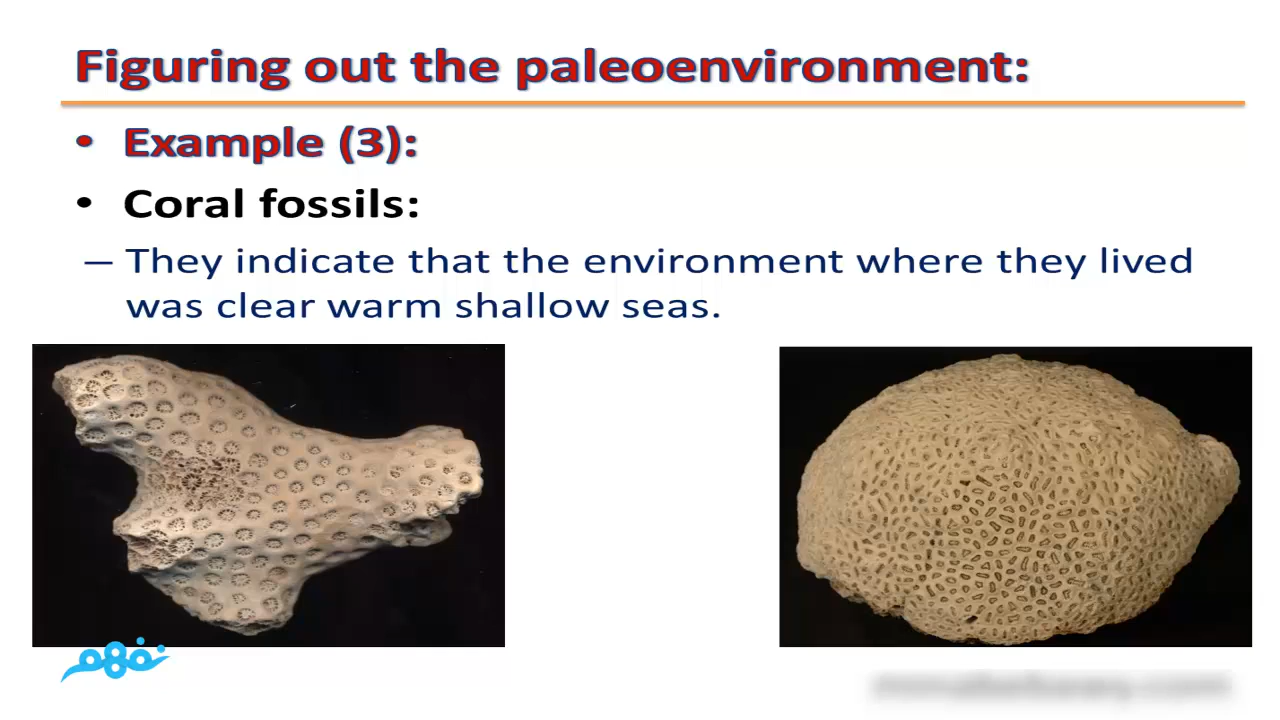 Figuring out the paleoenvironment:
• Example (3):
• Coral fossils:
– They indicate that the environment where they lived
was clear warm shallow seas.
نفهم